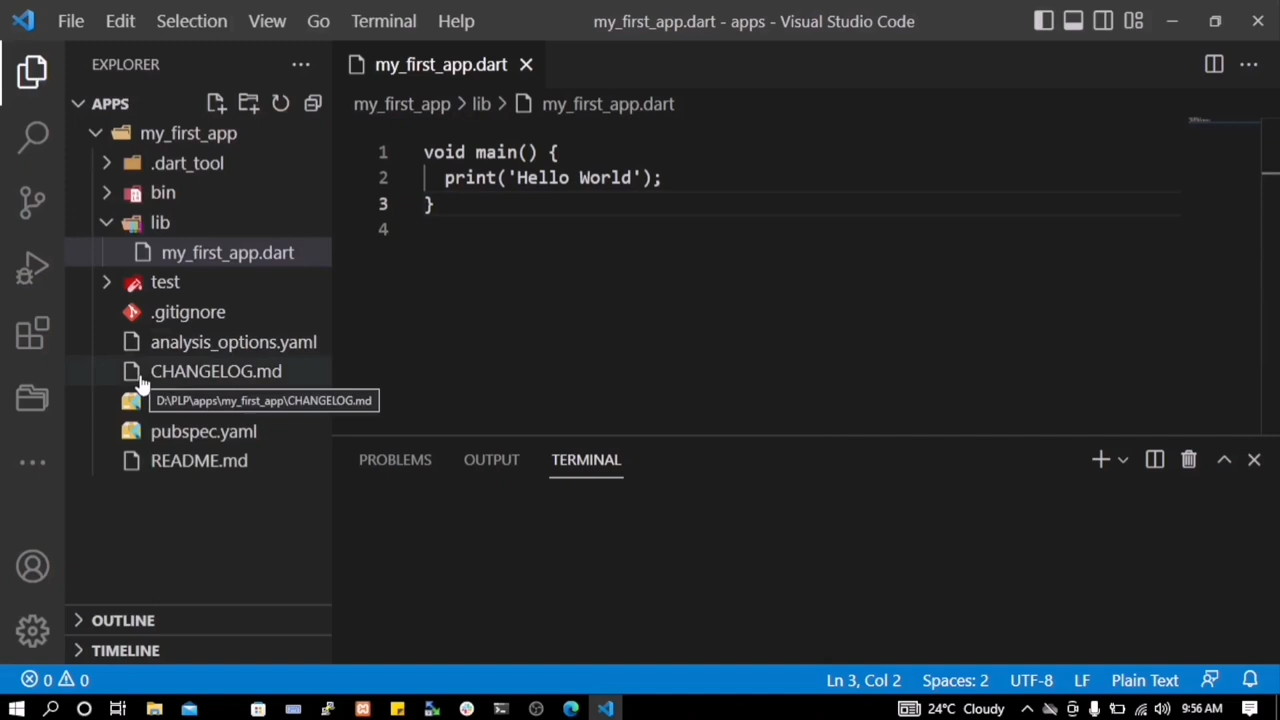 File Edit Selection View Go Terminal Help my_first_app.dart - apps - Visual Studio Code
EXPLORER
my_first_app.dart
APPS
my_first_app > lib > my_first_app.dart
my_first_app
.dart_tool
bin
lib
my_first_app.dart
test
.gitignore
analysis_options.yaml
CHANGELOG.md
D:\PLP\apps\my_first_app\CHANGELOG.md
pubspec.yaml
README.md
OUTLINE
TIMELINE
1 void main() {
2 print('Hello World');
3 }
4
PROBLEMS OUTPUT TERMINAL
0 0 Ln 3, Col 2 Spaces: 2 UTF-8 LF Plain Text
24°C Cloudy 9:56 AM